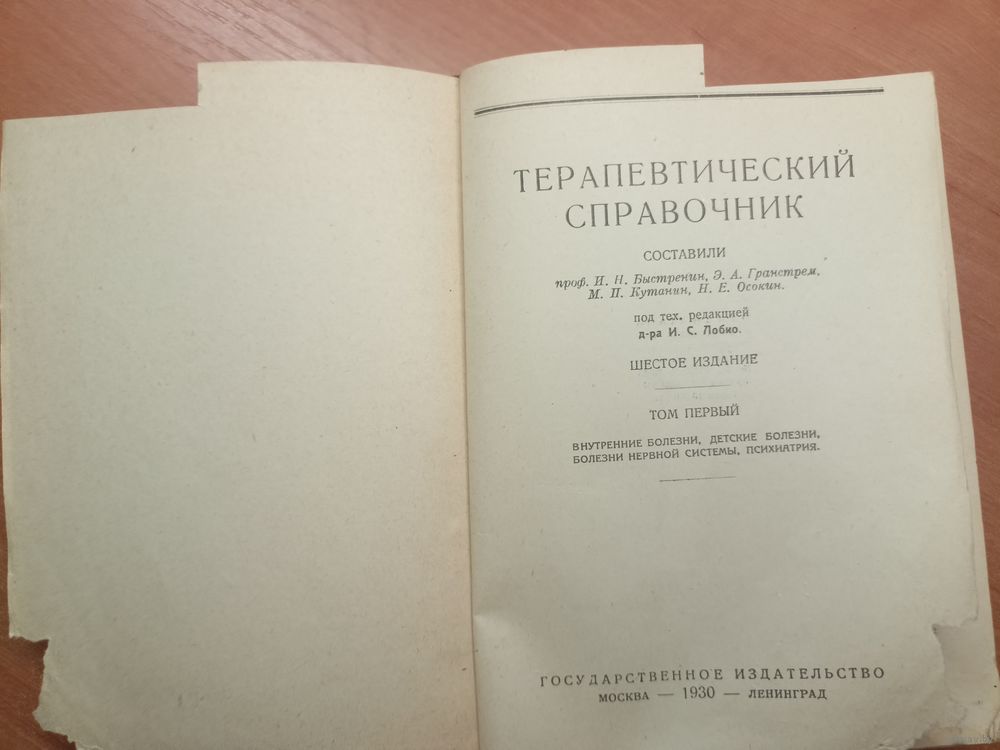 ТЕРАПЕВТИЧЕСКИЙ
СПРАВОЧНИК
СОСТАВИЛИ
проф. И. Н. Быстренин, Э. А. Гранстрем,
М. П. Кутанин, Н. Е. Осокин.
под тех. редакцией
д-ра И. С. Лобко.
ШЕСТОЕ ИЗДАНИЕ
ТОМ ПЕРВЫЙ
ВНУТРЕННИЕ БОЛЕЗНИ, ДЕТСКИЕ БОЛЕЗНИ,
БОЛЕЗНИ НЕРВНОЙ СИСТЕМЫ, ПСИХИАТРИЯ.
ГОСУДАРСТВЕННОЕ ИЗДАТЕЛЬСТВО
МОСКВА — 1930 — ЛЕНИНГРАД